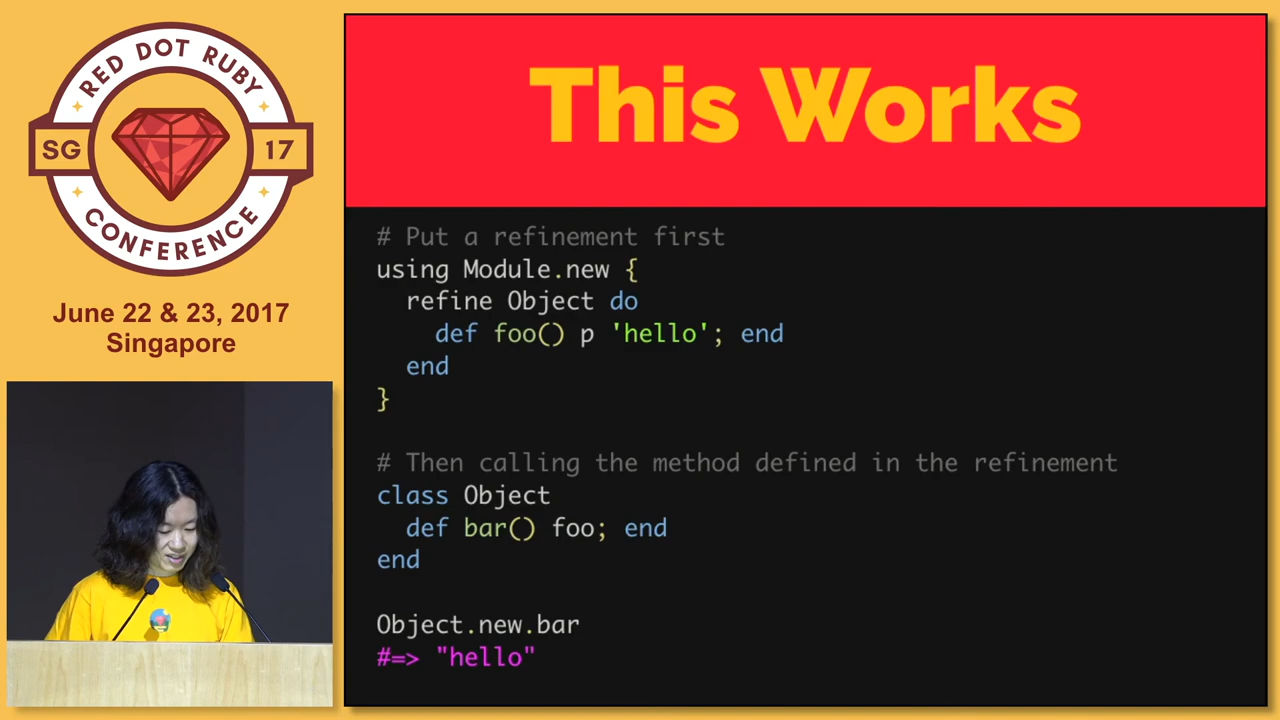 RED DOT RUBY
SG 17
CONFERENCE
June 22 & 23, 2017
Singapore
This Works
# Put a refinement first
using Module.new {
  refine Object do
    def foo() p 'hello'; end
  end
}
# Then calling the method defined in the refinement
class Object
  def bar() foo; end
end
Object.new.bar
#=> "hello"